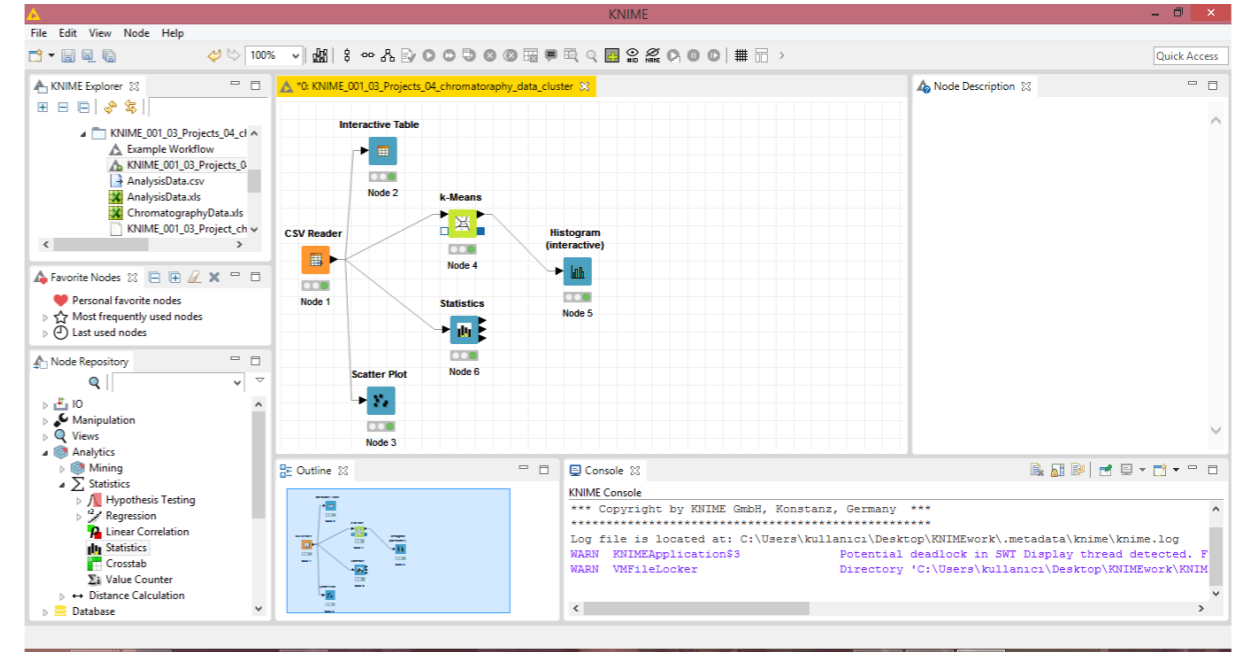 KNIME
File Edit View Node Help
100%
Quick Access
KNIME Explorer
KNIME_001_03_Projects_04_cl
Example Workflow
KNIME_001_03_Projects_0
AnalysisData.csv
AnalysisData.xls
ChromatographyData.xls
KNIME_001_03_Project_ch
Favorite Nodes
Personal favorite nodes
Most frequently used nodes
Last used nodes
Node Repository
IO
Manipulation
Views
Analytics
Mining
Statistics
Hypothesis Testing
Regression
Linear Correlation
Statistics
Crosstab
Value Counter
Distance Calculation
Database
*0: KNIME_001_03_Projects_04_chromatoraphy_data_cluster
Interactive Table
Node 2
k-Means
Node 4
CSV Reader
Node 1
Histogram
(interactive)
Node 5
Statistics
Node 6
Scatter Plot
Node 3
Node Description
Outline
Console
KNIME Console
*** Copyright by KNIME GmbH, Konstanz, Germany ***
***************************************************
Log file is located at: C:\Users\kullanıcı\Desktop\KNIMEwork\.metadata\knime\knime.log
WARN KNIMEApplication$3 Potential deadlock in SWT Display thread detected. F
WARN VMFileLocker Directory 'C:\Users\kullanıcı\Desktop\KNIMEwork\KNIM